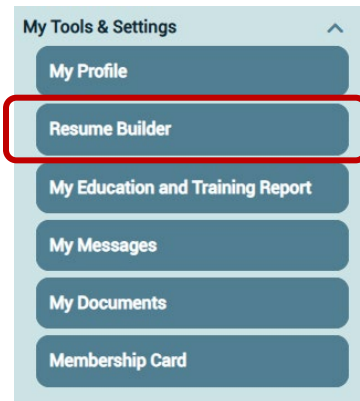 My Tools & Settings
My Profile
Resume Builder
My Education and Training Report
My Messages
My Documents
Membership Card